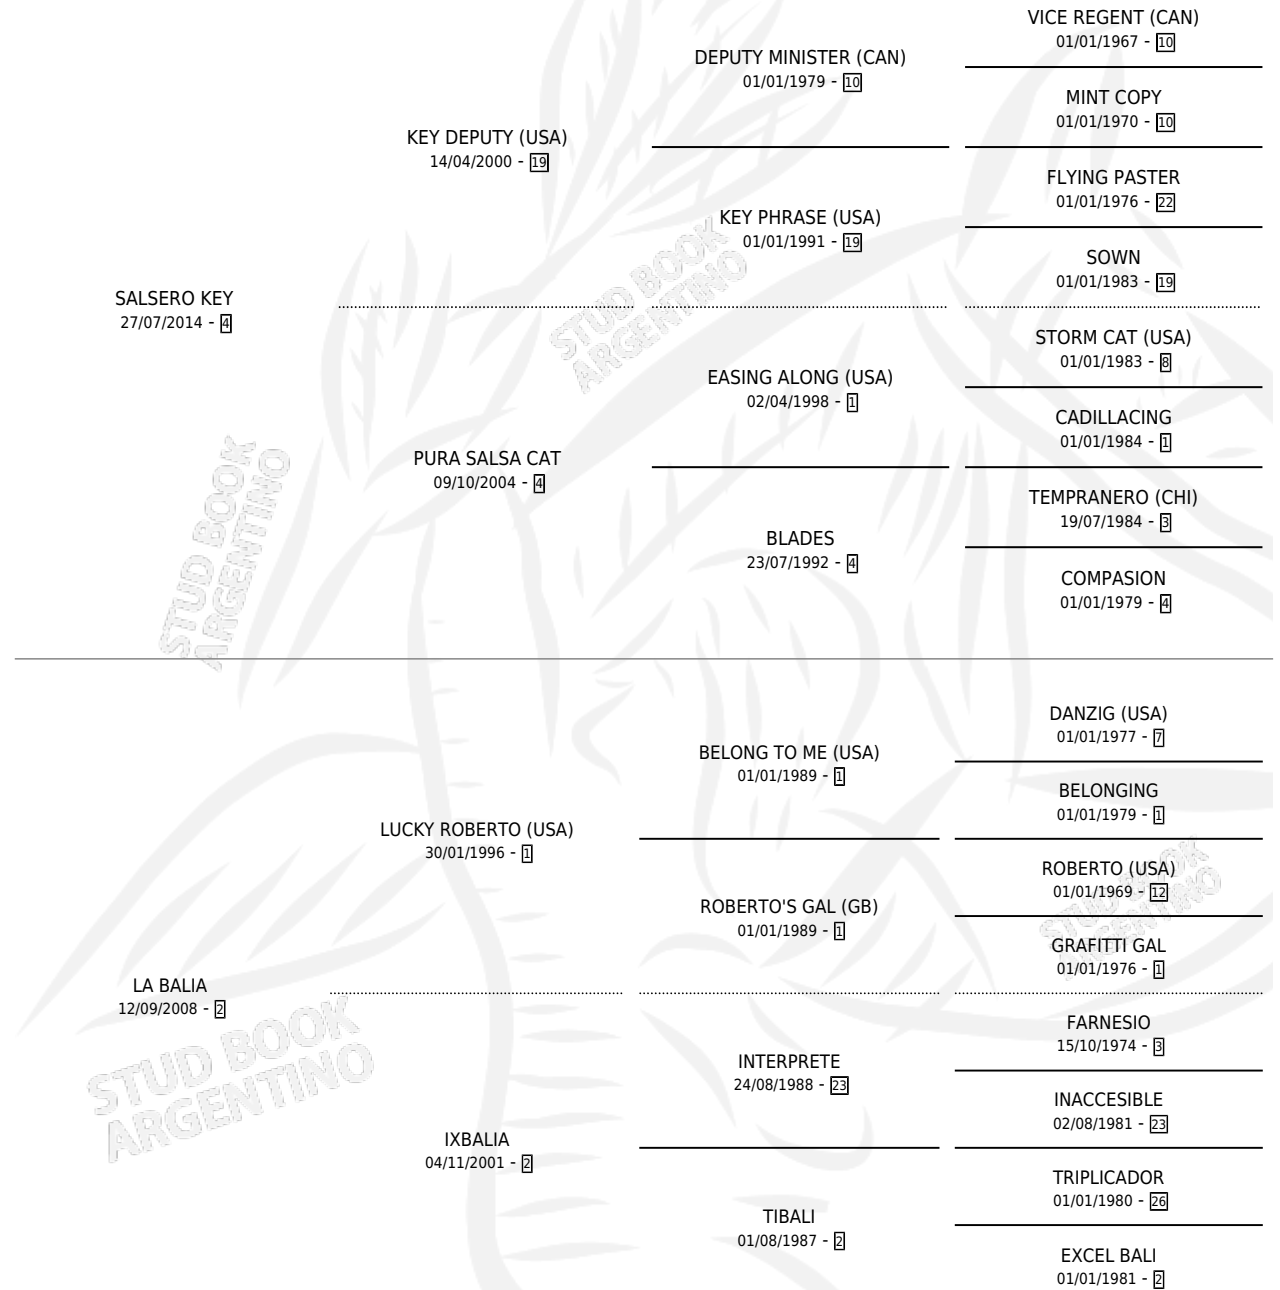 VICE REGENT (CAN)
01/01/1967 - 10
DEPUTY MINISTER (CAN)
01/01/1979 - 10
MINT COPY
01/01/1970 - 10
KEY DEPUTY (USA)
14/04/2000 - 19
FLYING PASTER
01/01/1976 - 22
KEY PHRASE (USA)
01/01/1991 - 19
SOWN
01/01/1983 - 19
SALSERO KEY
27/07/2014 - 4
STORM CAT (USA)
01/01/1983 - 8
EASING ALONG (USA)
02/04/1998 - 1
CADILLACING
01/01/1984 - 1
PURA SALSA CAT
09/10/2004 - 4
TEMPRANERO (CHI)
19/07/1984 - 3
BLADES
23/07/1992 - 4
COMPASION
01/01/1979 - 4
DANZIG (USA)
01/01/1977 - 7
BELONG TO ME (USA)
01/01/1989 - 1
BELONGING
01/01/1979 - 1
LUCKY ROBERTO (USA)
30/01/1996 - 1
ROBERTO (USA)
01/01/1969 - 12
ROBERTO'S GAL (GB)
01/01/1989 - 1
GRAFITTI GAL
01/01/1976 - 1
LA BALIA
12/09/2008 - 2
FARNESIO
15/10/1974 - 3
INTERPRETE
24/08/1988 - 23
INACCESIBLE
02/08/1981 - 23
IXBALIA
04/11/2001 - 2
TRIPLICADOR
01/01/1980 - 26
TIBALI
01/08/1987 - 2
EXCEL BALI
01/01/1981 - 2
STUD BOOK
ARGENTINO
STUD BOOK
ARGENTINO
STUD BOOK
ARGENTINO
STUD BOOK
ARGENTINO